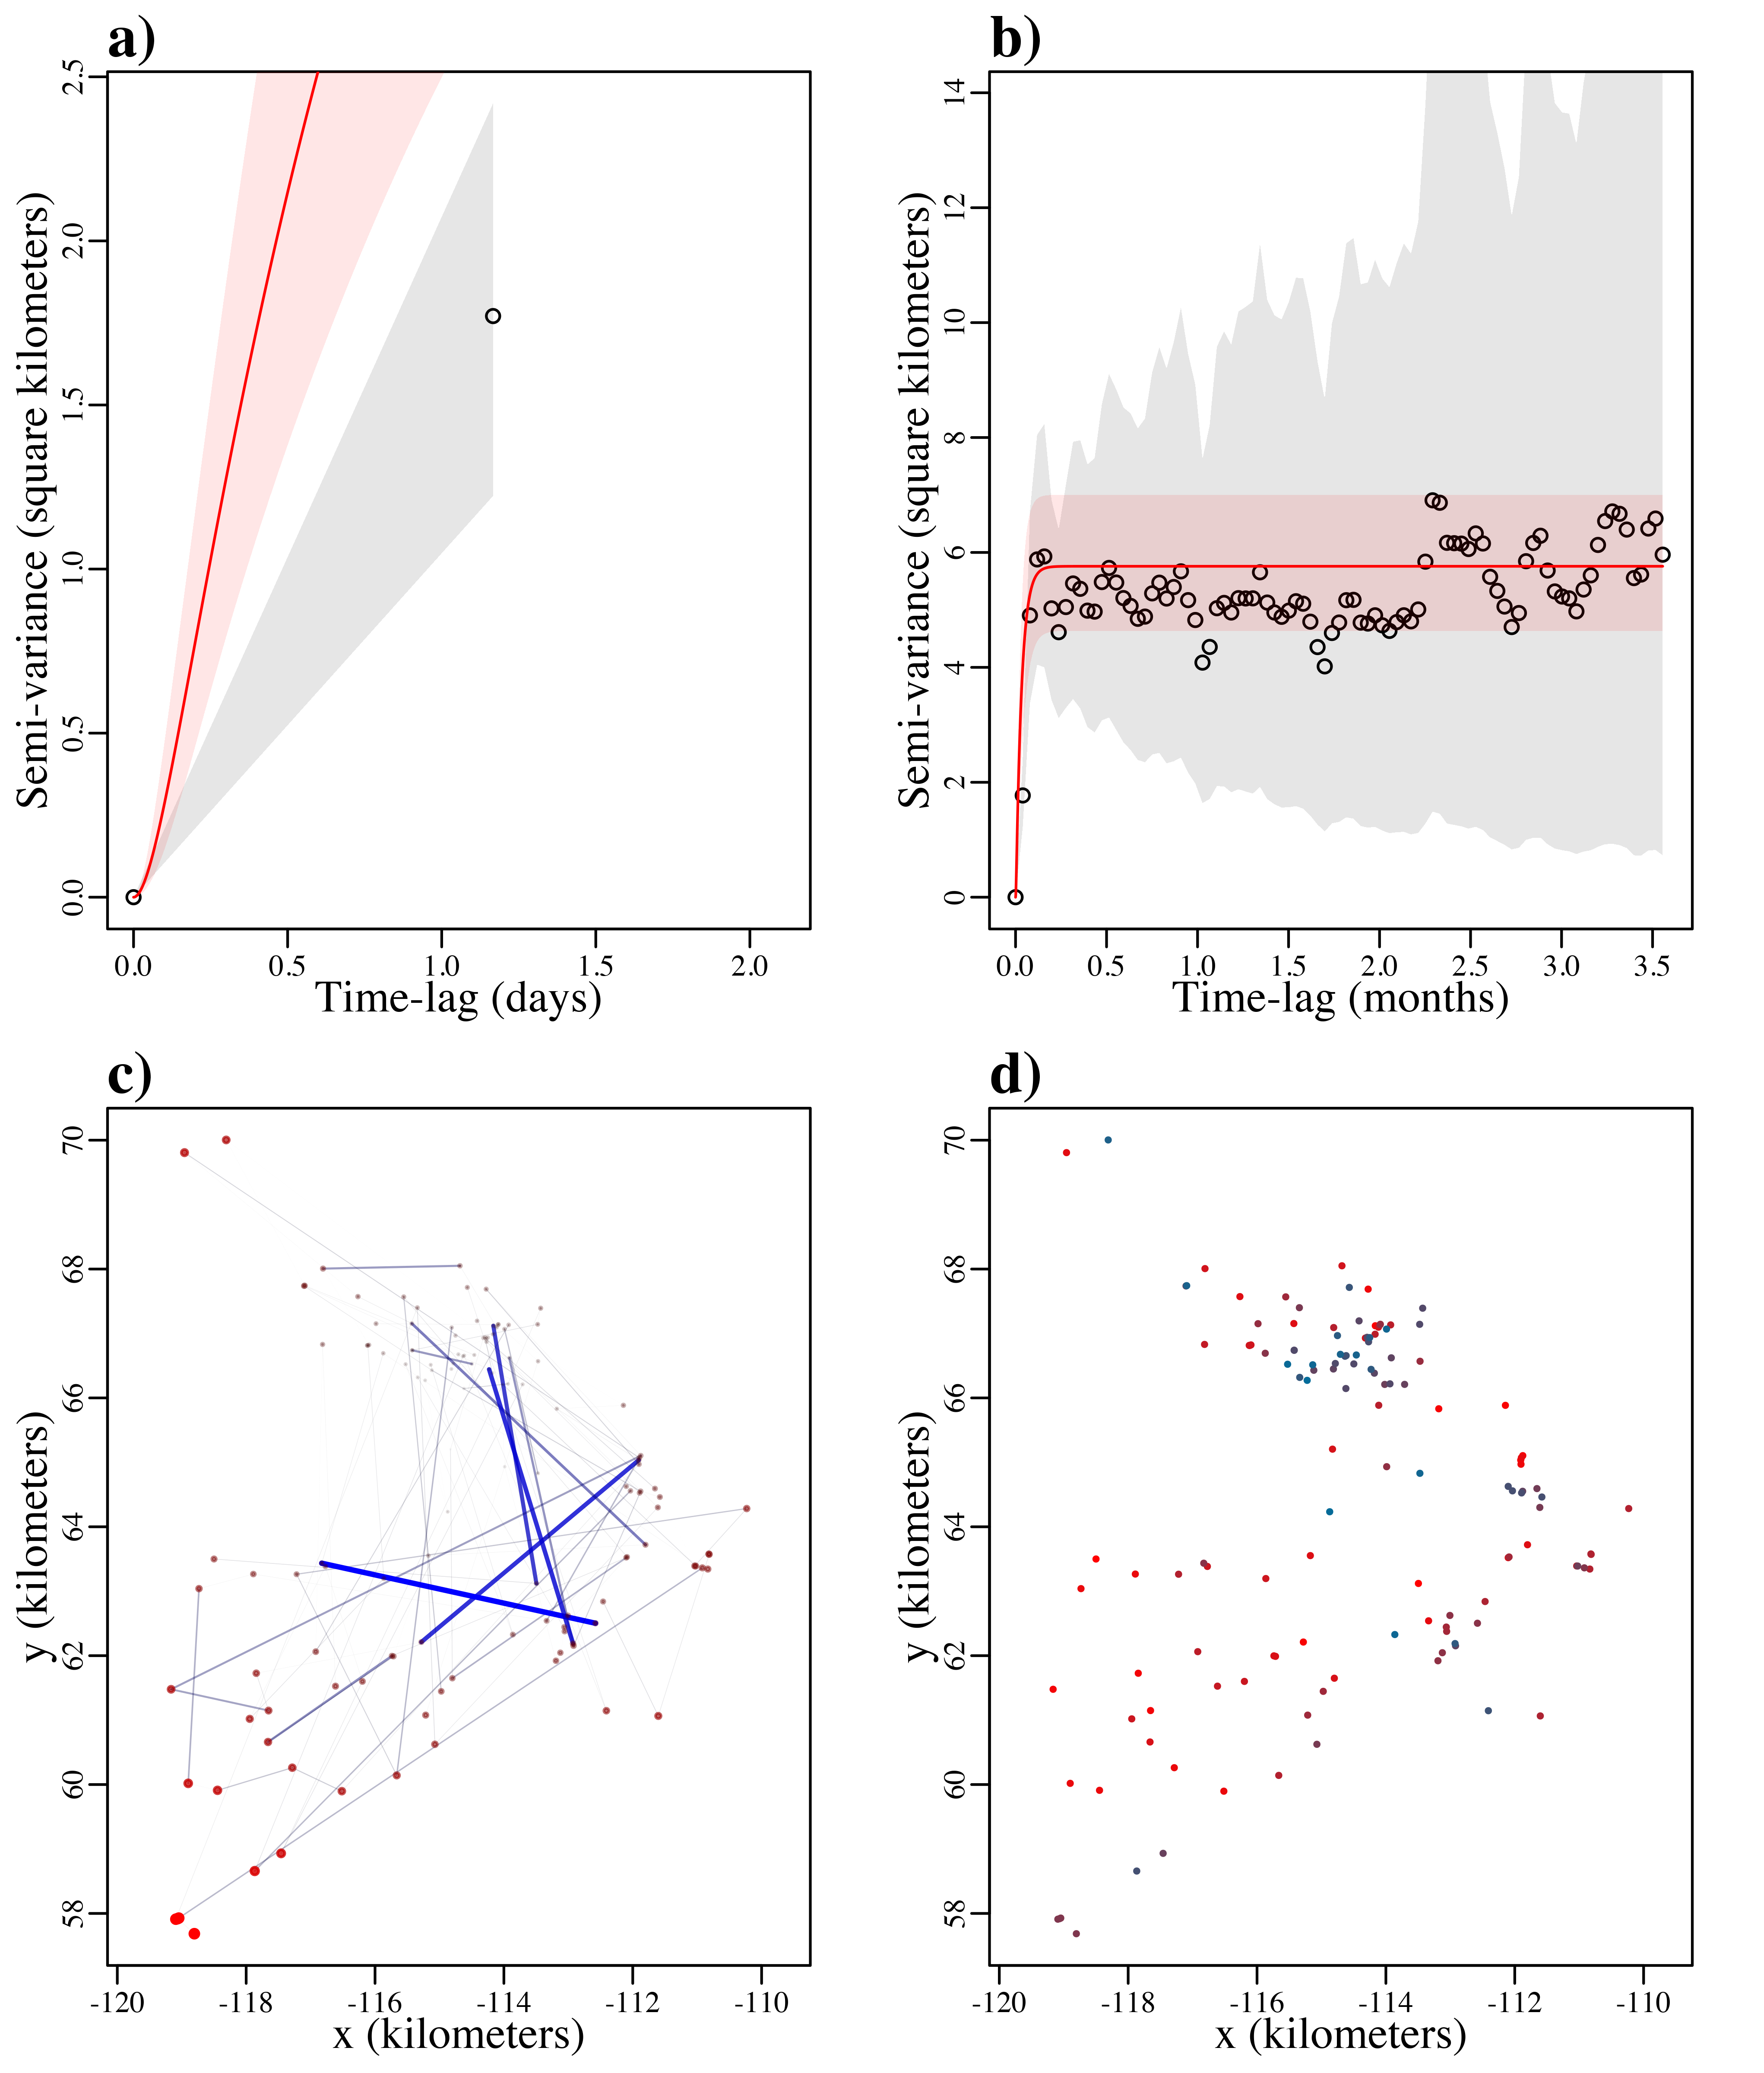 a)
Semi-variance (square kilometers)
2.5
2.0
1.5
1.0
0.5
0.0
0.0 0.5 1.0 1.5 2.0
Time-lag (days)
b)
Semi-variance (square kilometers)
14
12
10
8
6
4
2
0
0.0 0.5 1.0 1.5 2.0 2.5 3.0 3.5
Time-lag (months)
c)
y (kilometers)
70
68
66
64
62
60
58
-120 -118 -116 -114 -112 -110
x (kilometers)
d)
y (kilometers)
70
68
66
64
62
60
58
-120 -118 -116 -114 -112 -110
x (kilometers)